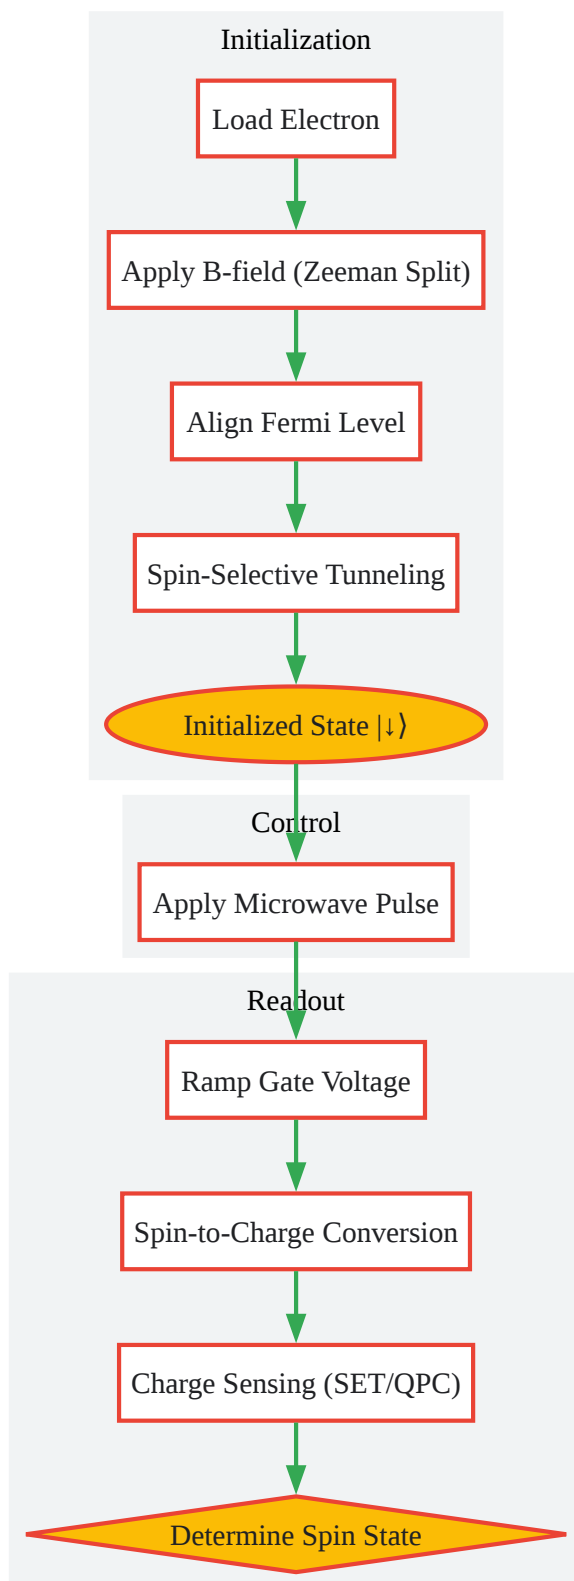 Initialization
Load Electron
Apply B-field (Zeeman Split)
Align Fermi Level
Spin-Selective Tunneling
Initialized State |↓⟩
Control
Apply Microwave Pulse
Readout
Ramp Gate Voltage
Spin-to-Charge Conversion
Charge Sensing (SET/QPC)
Determine Spin State